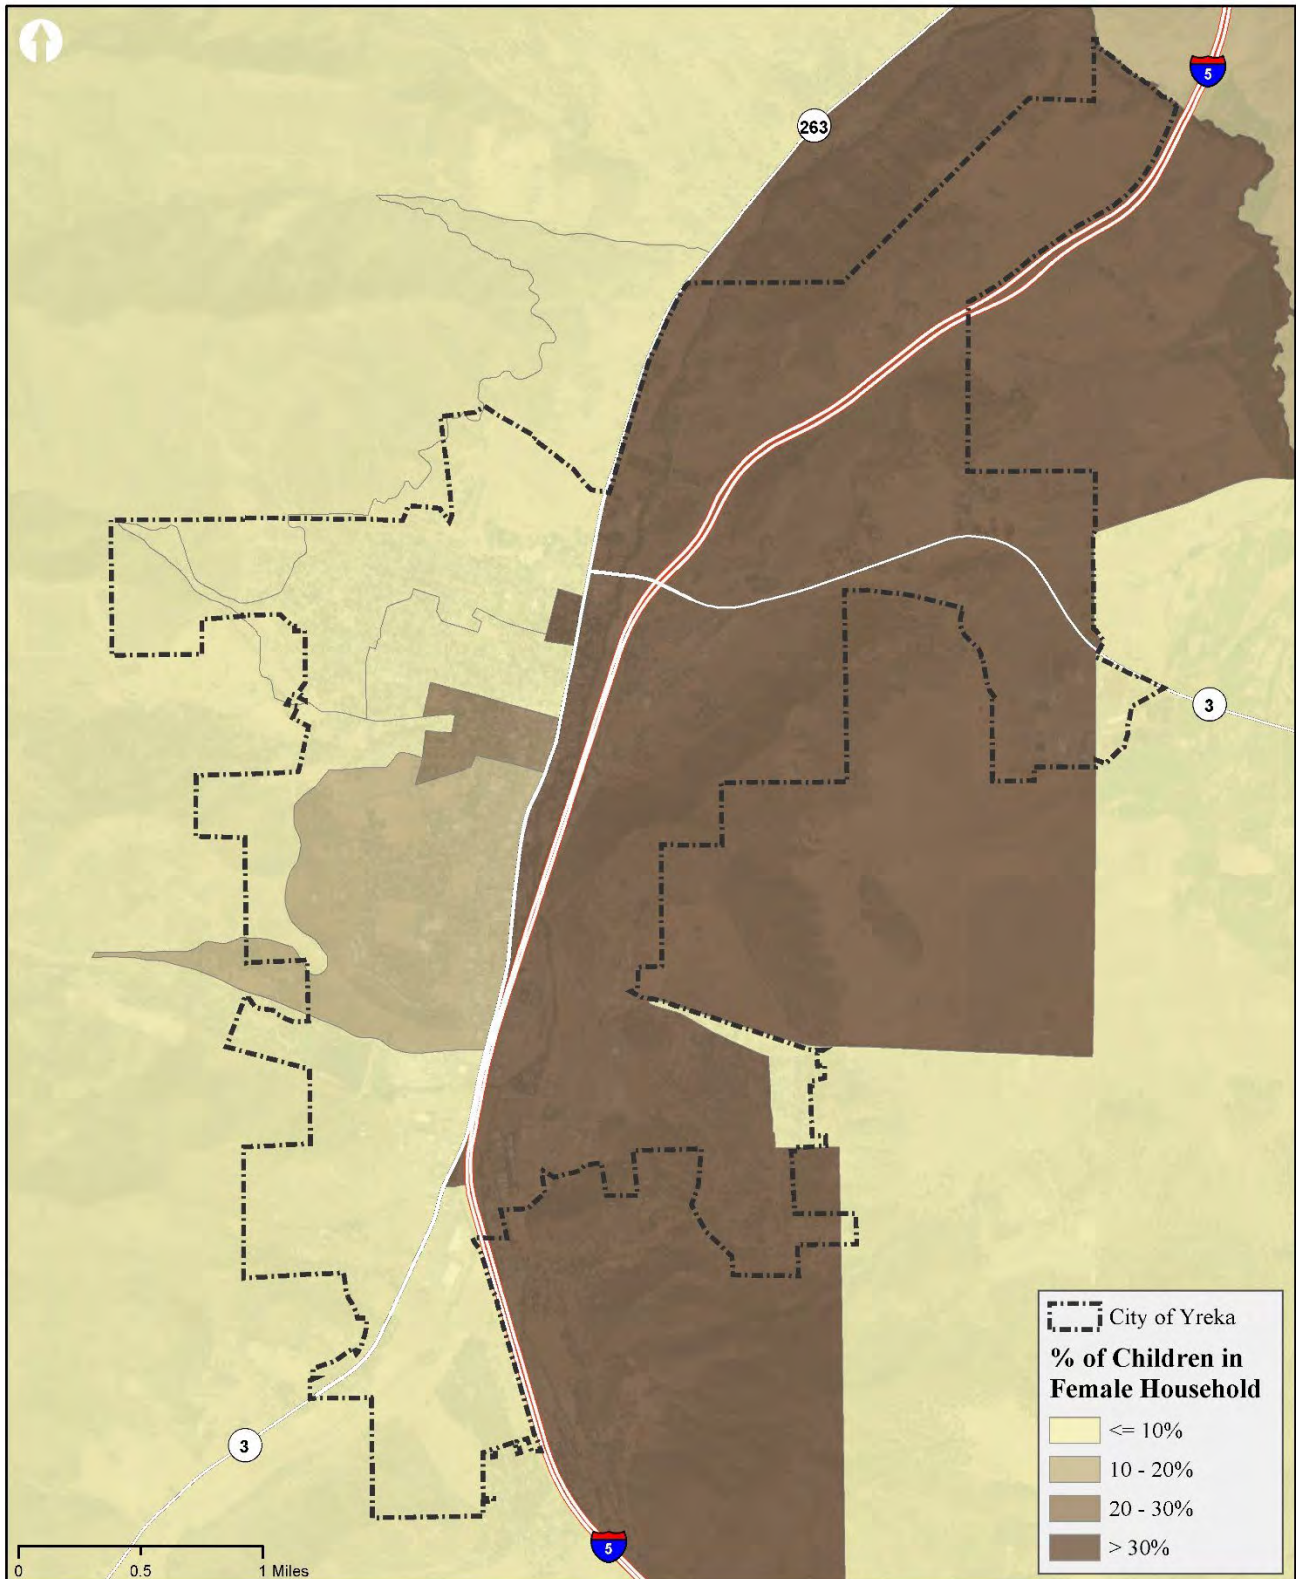 5
263
3
3
5
City of Yreka
% of Children in
Female Household
<= 10%
10 - 20%
20 - 30%
> 30%
0 0.5 1 Miles